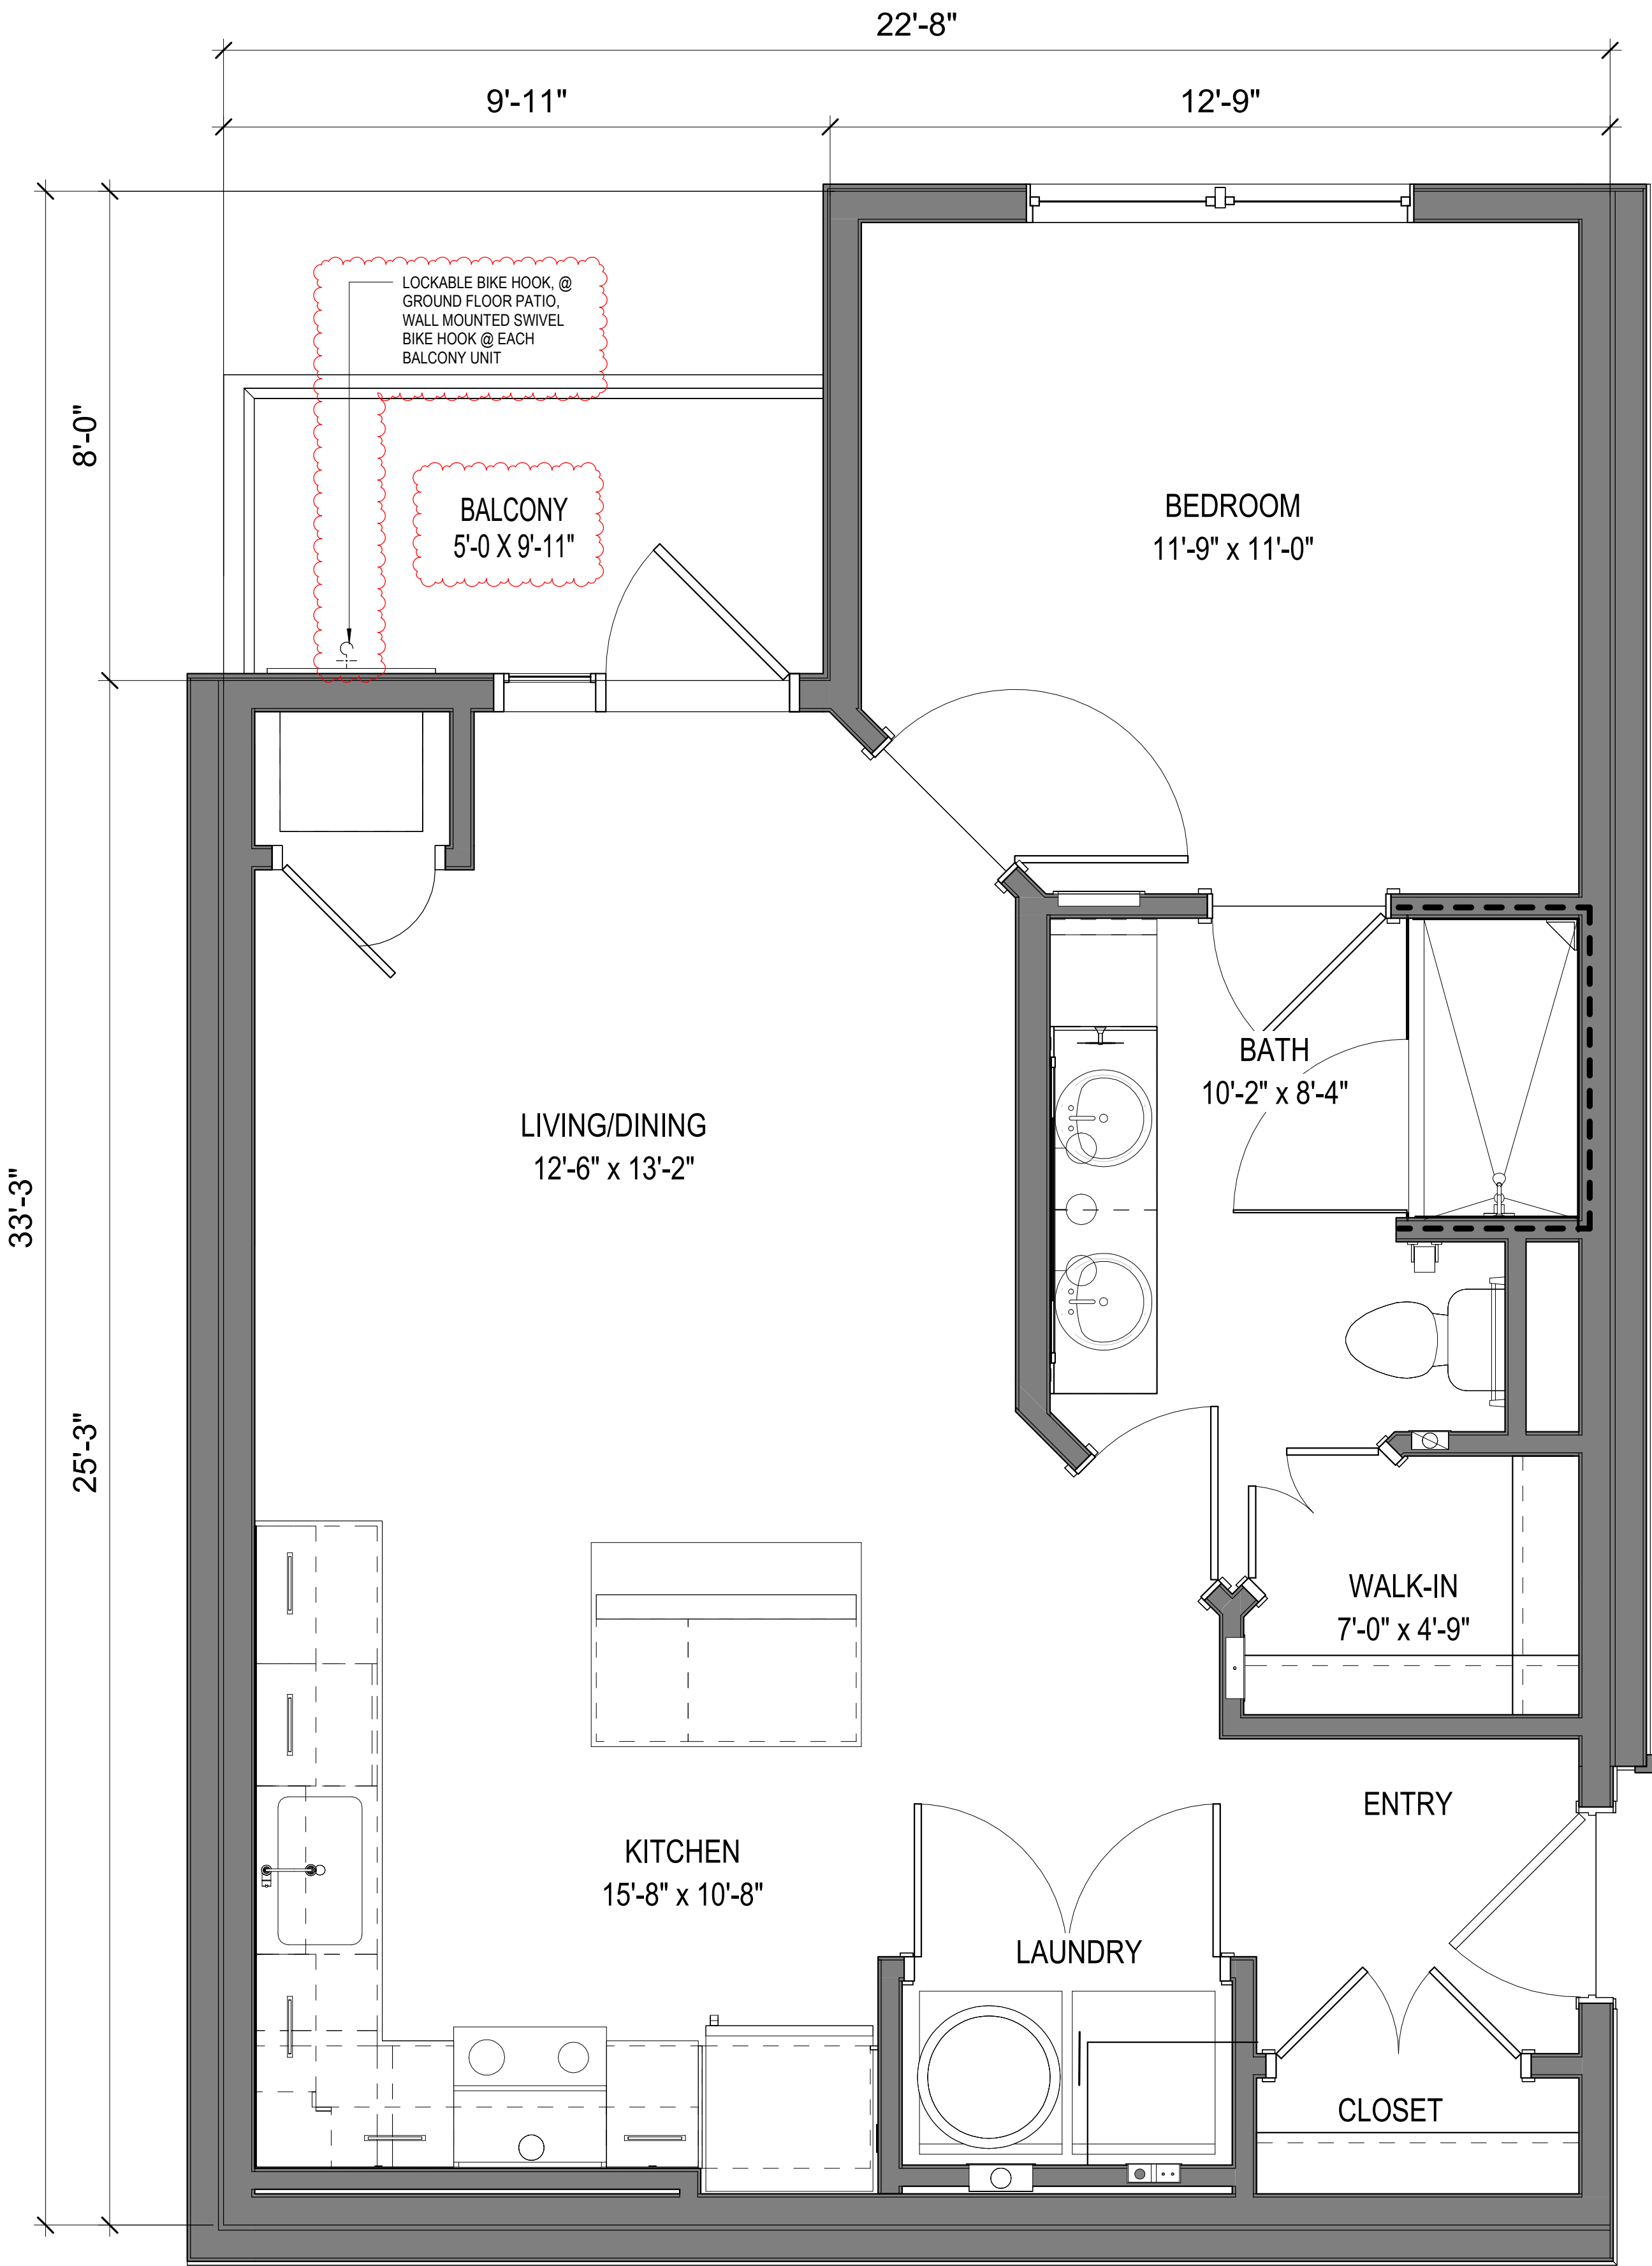 22'-8"
9'-11"
12'-9"
LOCKABLE BIKE HOOK, @
GROUND FLOOR PATIO,
WALL MOUNTED SWIVEL
BIKE HOOK @ EACH
BALCONY UNIT
8'-0"
BALCONY
5'-0 X 9'-11"
BEDROOM
11'-9" x 11'-0"
BATH
10'-2" x 8'-4"
LIVING/DINING
12'-6" x 13'-2"
33'-3"
25'-3"
WALK-IN
7'-0" x 4'-9"
ENTRY
KITCHEN
15'-8" x 10'-8"
LAUNDRY
CLOSET